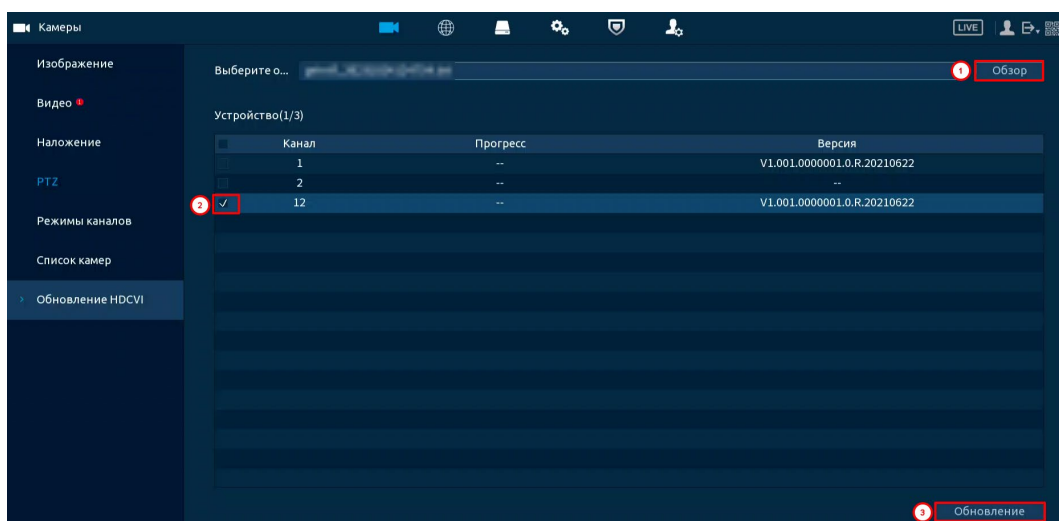 Камеры LIVE
Изображение
Выберите о... 1 Обзор
Видео
Устройство(1/3)
Наложение
Канал Прогресс Версия
1 -- V1.001.0000001.0.R.20210622
PTZ
2 -- --
2 12 -- V1.001.0000001.0.R.20210622
Режимы каналов
Список камер
Обновление HDCVI
3 Обновление